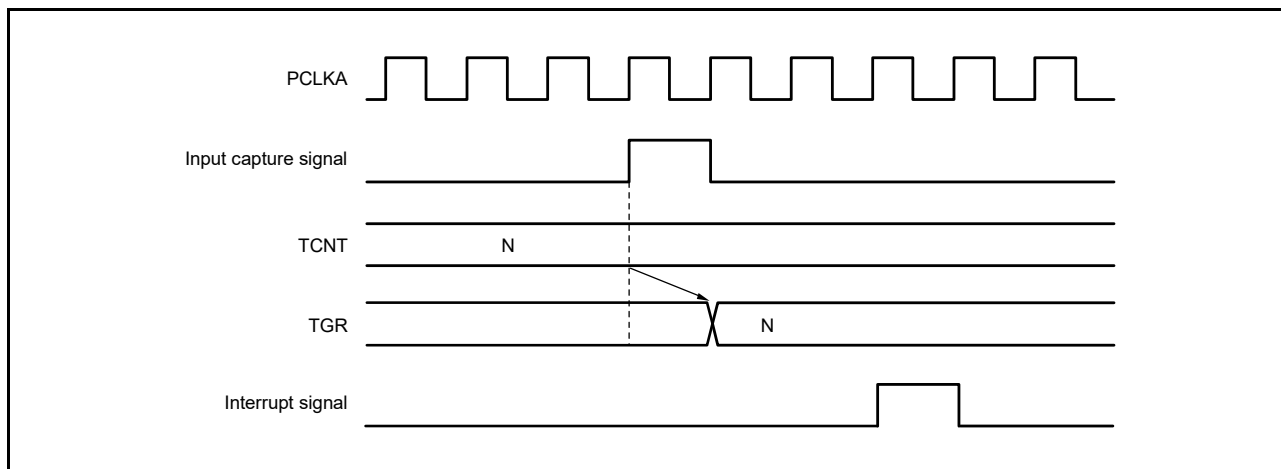 PCLKA
Input capture signal
TCNT
N
TGR
N
Interrupt signal